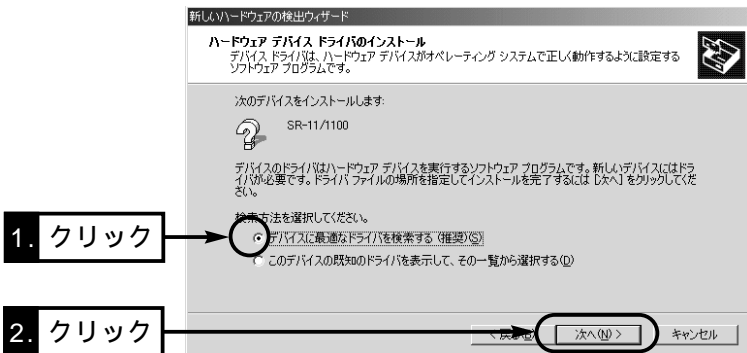 新しいハードウェアの検出ウィザード
ハードウェア デバイス ドライバのインストール
デバイス ドライバは、ハードウェア デバイスがオペレーティング システムで正しく動作するように設定する
ソフトウェア プログラムです。
次のデバイスをインストールします:
SR-11/1100
デバイスのドライバはハードウェア デバイスを実行するソフトウェア プログラムです。新しいデバイスにはドラ
イバが必要です。ドライバ ファイルの場所を指定してインストールを完了するには [次へ] をクリックしてくだ
さい。
検索方法を選択してください。
1. クリック
デバイスに最適なドライバを検索する (推奨)(S)
このデバイスの既知のドライバを表示して、その一覧から選択する(D)
2. クリック
< 戻る(B)
次へ(N) >
キャンセル